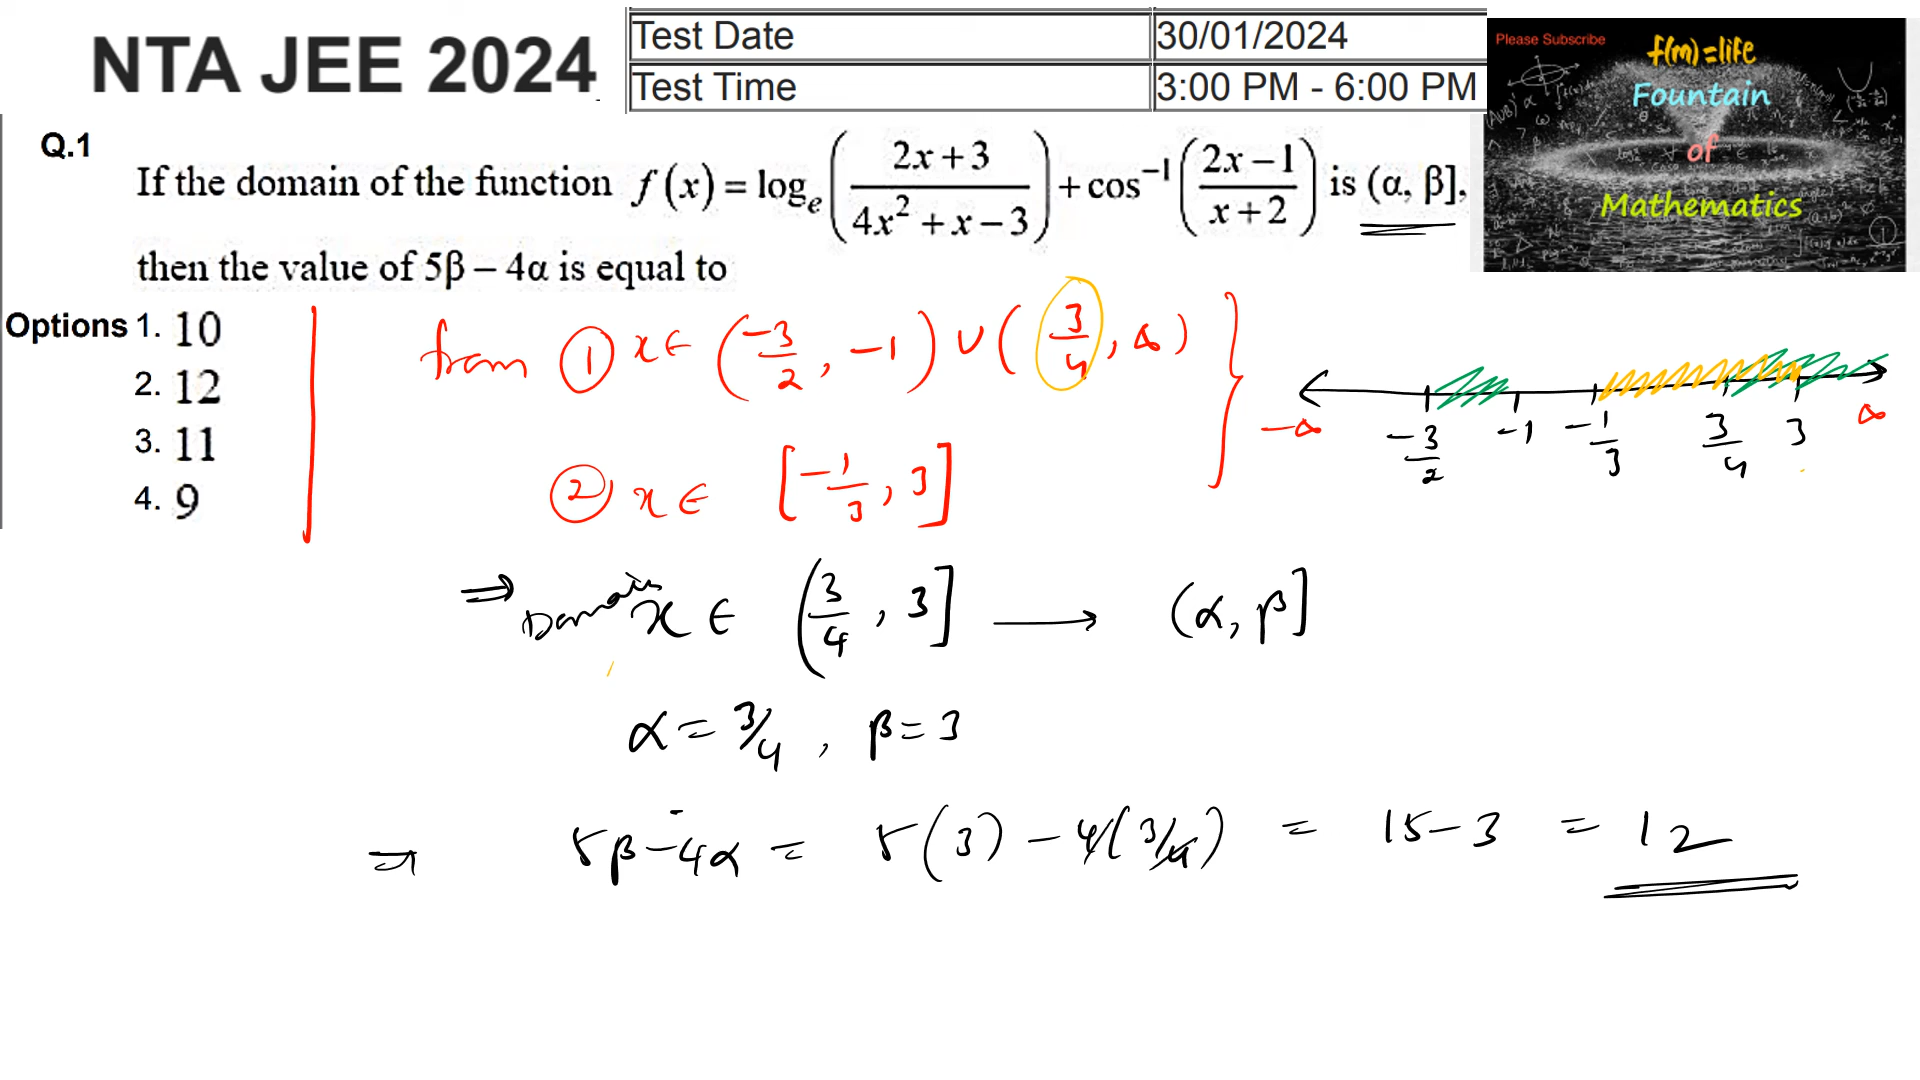 NTA JEE 2024
Test Date 30/01/2024
Test Time 3:00 PM - 6:00 PM
Please Subscribe
f(m)=life
Fountain
of
Mathematics
Q.1
If the domain of the function f(x) = logₑ((2x+3)/(4x²+x−3)) + cos⁻¹((2x−1)/(x+2)) is (α, β],
then the value of 5β – 4α is equal to
Options 1. 10
2. 12
3. 11
4. 9
from ① x∈ (-3/2, -1) ∪ (3/4, ∞)
② x ∈ [-1/3, 3]
-∞ -3/2 -1 -1/3 3/4 3 ∞
⇒ Domain x ∈ (3/4, 3] ⟶ (α, β]
α = 3/4, β = 3
⇒ 5β − 4α = 5(3) − 4(3/4) = 15 − 3 = 12